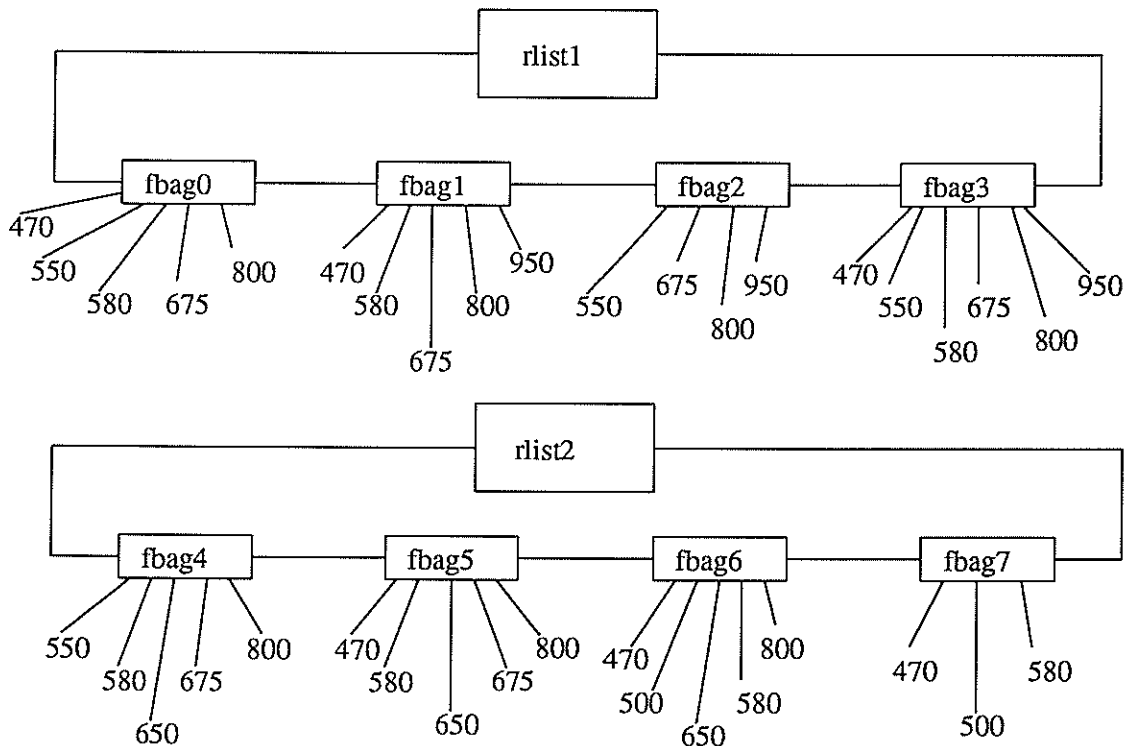 rlist1
fbag0 fbag1 fbag2 fbag3
470 550 580 675 800
470 580 675 800 950
550 675 800 950
470 550 580 675 800 950
rlist2
fbag4 fbag5 fbag6 fbag7
550 580 650 675 800
470 580 650 675 800
470 500 650 580 800
470 500 580